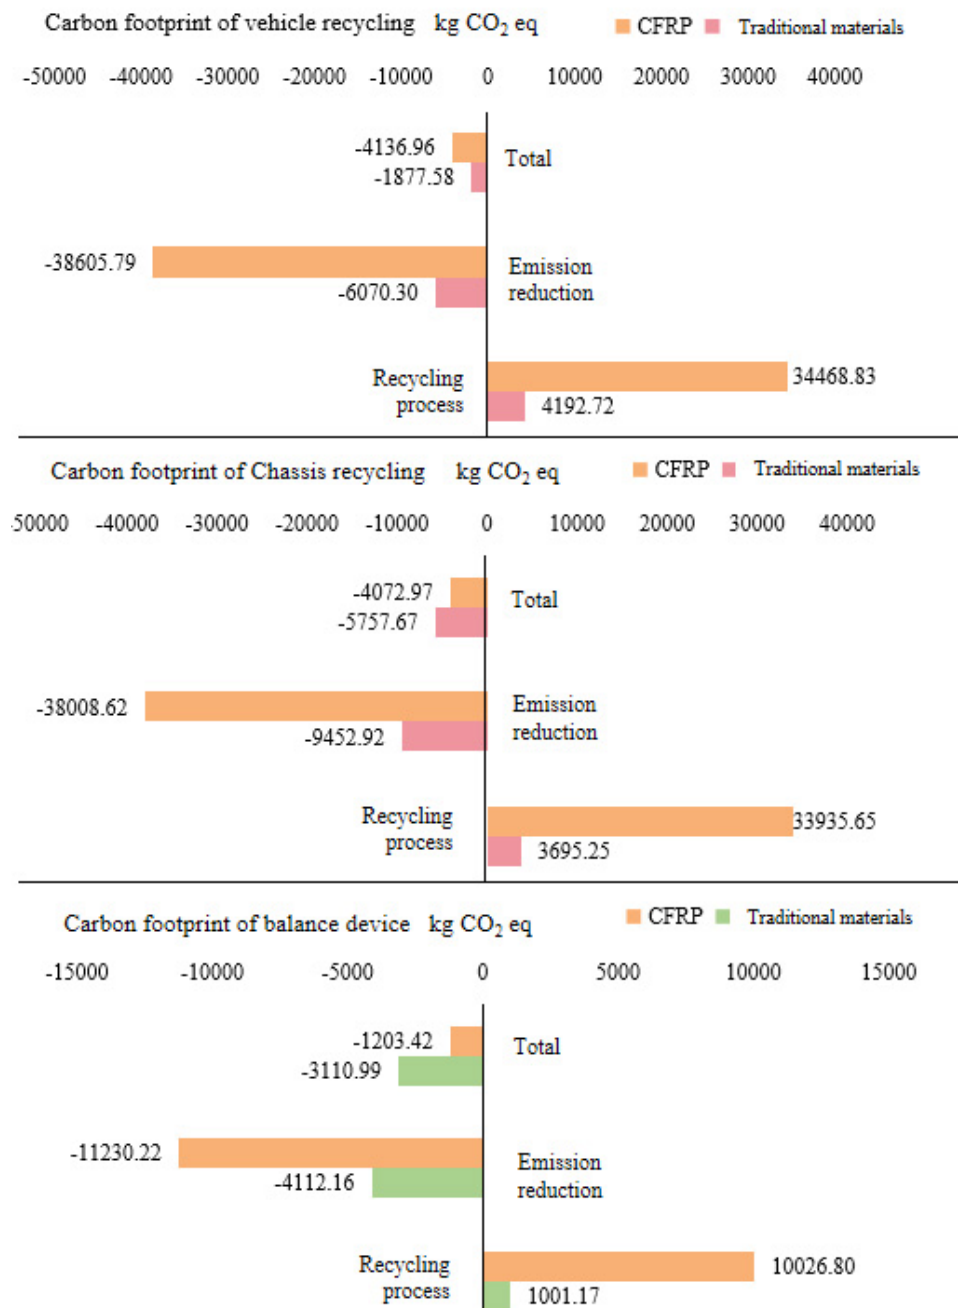 Carbon footprint of vehicle recycling kg CO₂ eq CFRP Traditional materials
-50000 -40000 -30000 -20000 -10000 0 10000 20000 30000 40000
-4136.96
Total
-1877.58
-38605.79
Emission
reduction
-6070.30
Recycling
process
34468.83
4192.72
Carbon footprint of Chassis recycling kg CO₂ eq CFRP Traditional materials
-50000 -40000 -30000 -20000 -10000 0 10000 20000 30000 40000
-4072.97
Total
-5757.67
-38008.62
Emission
reduction
-9452.92
Recycling
process
33935.65
3695.25
Carbon footprint of balance device kg CO₂ eq CFRP Traditional materials
-15000 -10000 -5000 0 5000 10000 15000
-1203.42
Total
-3110.99
-11230.22
Emission
reduction
-4112.16
Recycling
process
10026.80
1001.17